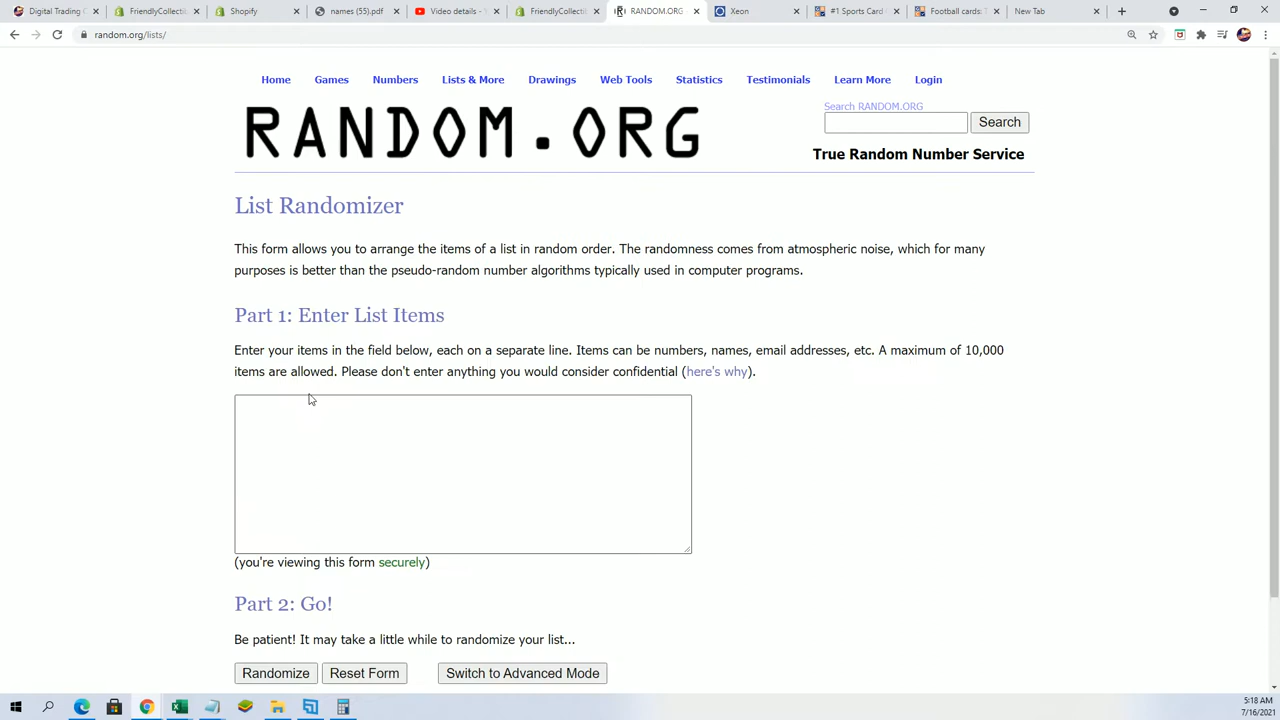 Digital Trading C
FriendlyCollectib
Shopify
names (55).pdf
Video details - Y
FriendlyCollectib
RANDOM.ORG
Xeon
#1 Sports Card
Football cards:
New Tab
random.org/lists/
Home
Games
Numbers
Lists & More
Drawings
Web Tools
Statistics
Testimonials
Learn More
Login
RANDOM.ORG
Search RANDOM.ORG
Search
True Random Number Service
List Randomizer
This form allows you to arrange the items of a list in random order. The randomness comes from atmospheric noise, which for many
purposes is better than the pseudo-random number algorithms typically used in computer programs.
Part 1: Enter List Items
Enter your items in the field below, each on a separate line. Items can be numbers, names, email addresses, etc. A maximum of 10,000
items are allowed. Please don't enter anything you would consider confidential (here's why).
(you're viewing this form securely)
Part 2: Go!
Be patient! It may take a little while to randomize your list...
Randomize
Reset Form
Switch to Advanced Mode
5:18 AM
7/16/2021